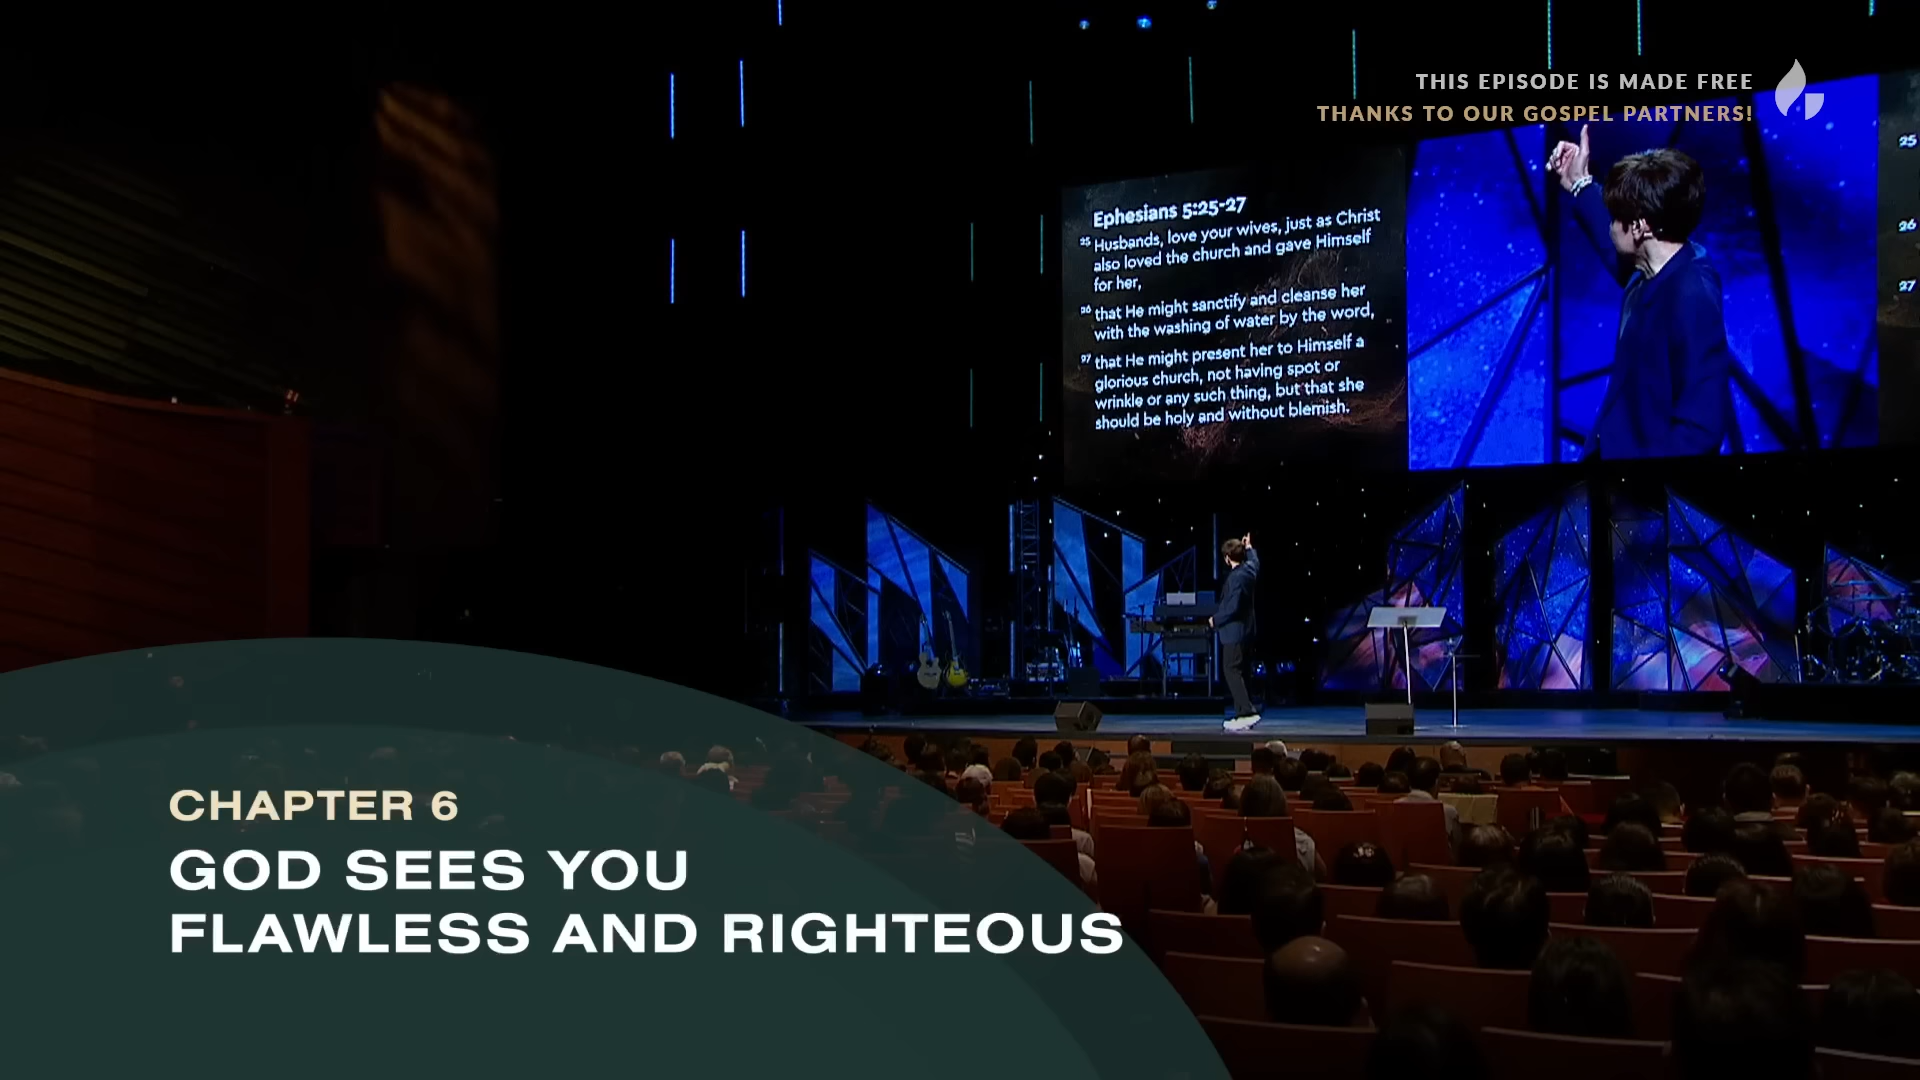 THIS EPISODE IS MADE FREE
THANKS TO OUR GOSPEL PARTNERS!
Ephesians 5:25-27
25 Husbands, love your wives, just as Christ
also loved the church and gave Himself
for her,
26 that He might sanctify and cleanse her
with the washing of water by the word,
27 that He might present her to Himself a
glorious church, not having spot or
wrinkle or any such thing, but that she
should be holy and without blemish.
25
26
27
CHAPTER 6
GOD SEES YOU
FLAWLESS AND RIGHTEOUS